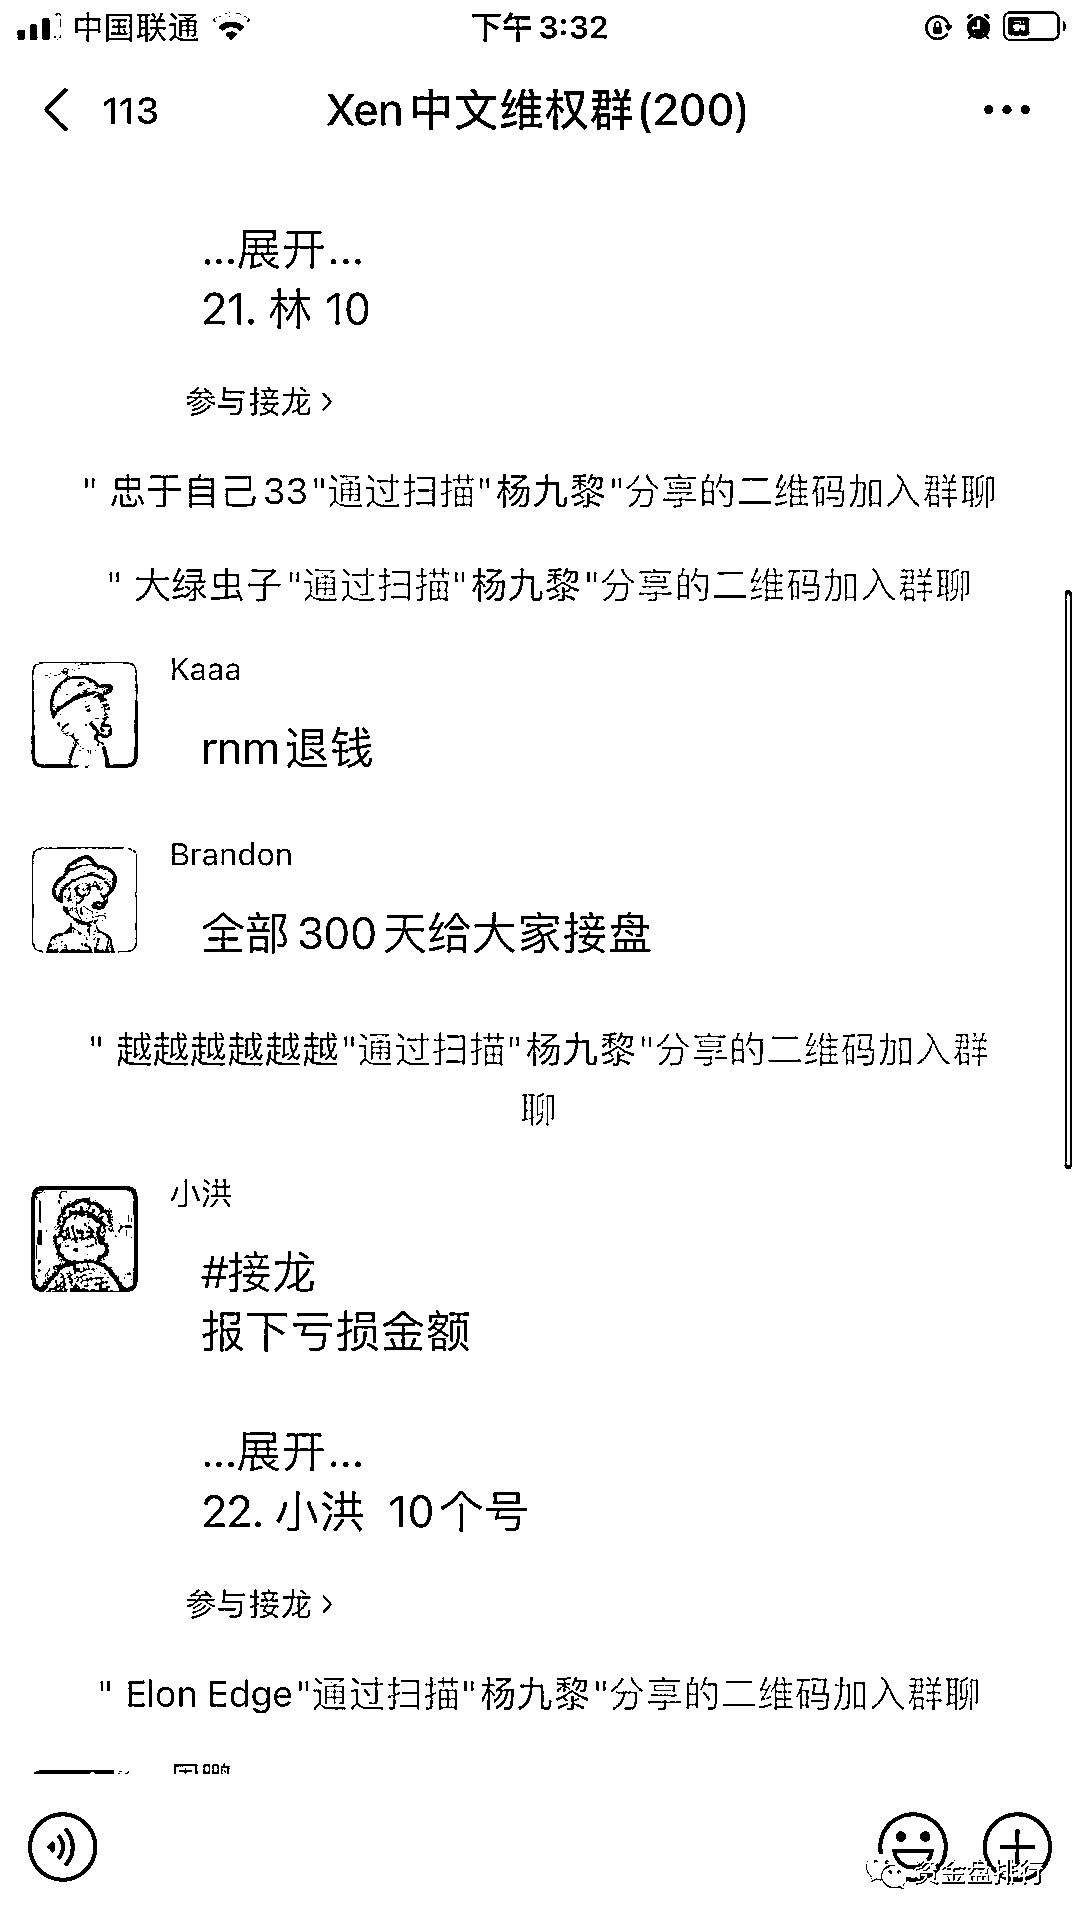 中国联通 下午3:32
113 Xen中文维权群(200)
...展开...
21. 林 10
参与接龙 >
" 忠于自己33"通过扫描"杨九黎"分享的二维码加入群聊
" 大绿虫子"通过扫描"杨九黎"分享的二维码加入群聊
Kaaa
rnm退钱
Brandon
全部300天给大家接盘
" 越越越越越越"通过扫描"杨九黎"分享的二维码加入群
聊
小洪
#接龙
报下亏损金额
...展开...
22. 小洪 10个号
参与接龙 >
" Elon Edge"通过扫描"杨九黎"分享的二维码加入群聊
资金盘排行